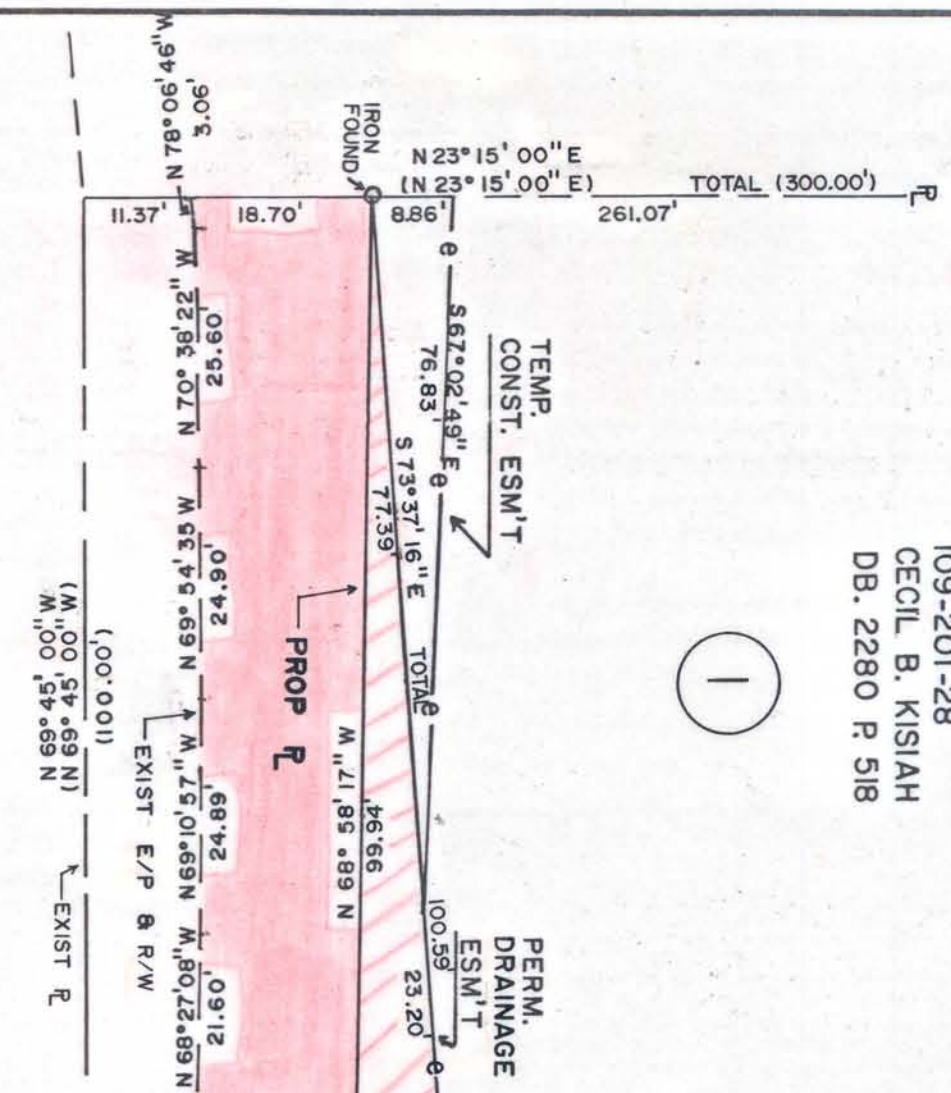 109-201-28
CECIL B. KISIAH
DB. 2280 P. 518
1
N 23° 15' 00" E
(N 23° 15' 00" E)
TOTAL (300.00')
PL
11.37'
18.70'
8.86'
261.07'
IRON
FOUND
N 78° 06' 46" W
3.06'
e
S 67° 02' 49" E
76.83'
e
e
e
TEMP.
CONST. ESM'T
S 73° 37' 16" E
77.39'
TOTAL
100.59'
23.20'
PERM.
DRAINAGE
ESM'T
PROP PL
99.94'
N 68° 58' 17" W
N 70° 38' 22" W
25.60'
N 69° 54' 35" W
24.90'
N 69° 10' 57" W
24.89'
N 68° 27' 08" W
21.60'
EXIST E/P & R/W
(100.00')
(N 69° 45' 00" W)
N 69° 45' 00" W
EXIST PL